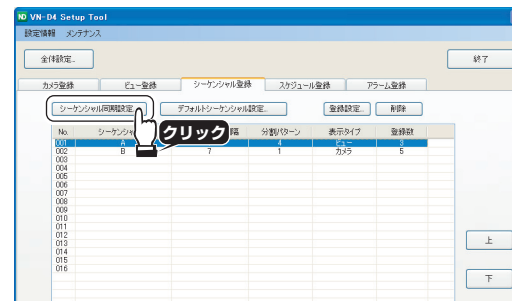 VN-D4 Setup Tool
設定情報 メンテナンス
全体設定... 終了
カメラ登録 ビュー登録 シーケンシャル登録 スケジュール登録 アラーム登録
シーケンシャル同期設定... デフォルトシーケンシャル設定... 登録設定... 削除
No. シーケンシャ 隔 分割パターン 表示タイプ 登録数
クリック
001 A 4 ビュー 3
002 B 7 1 カメラ 5
003
004
005
006
007
008
009
010
011
012
013
014
015
016
上
下